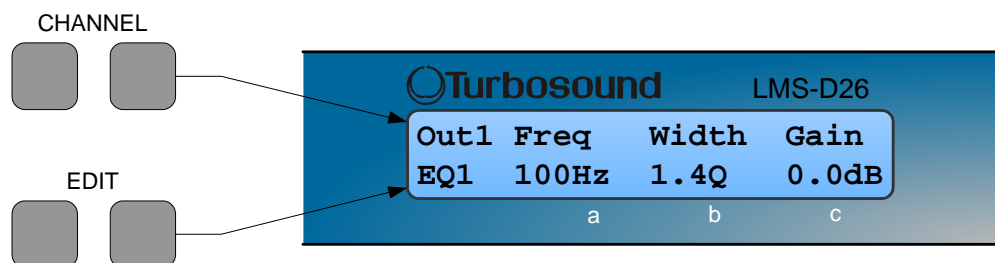 CHANNEL
Turbosound LMS-D26
Out1 Freq Width Gain
EQ1 100Hz 1.4Q 0.0dB
EDIT
a b c